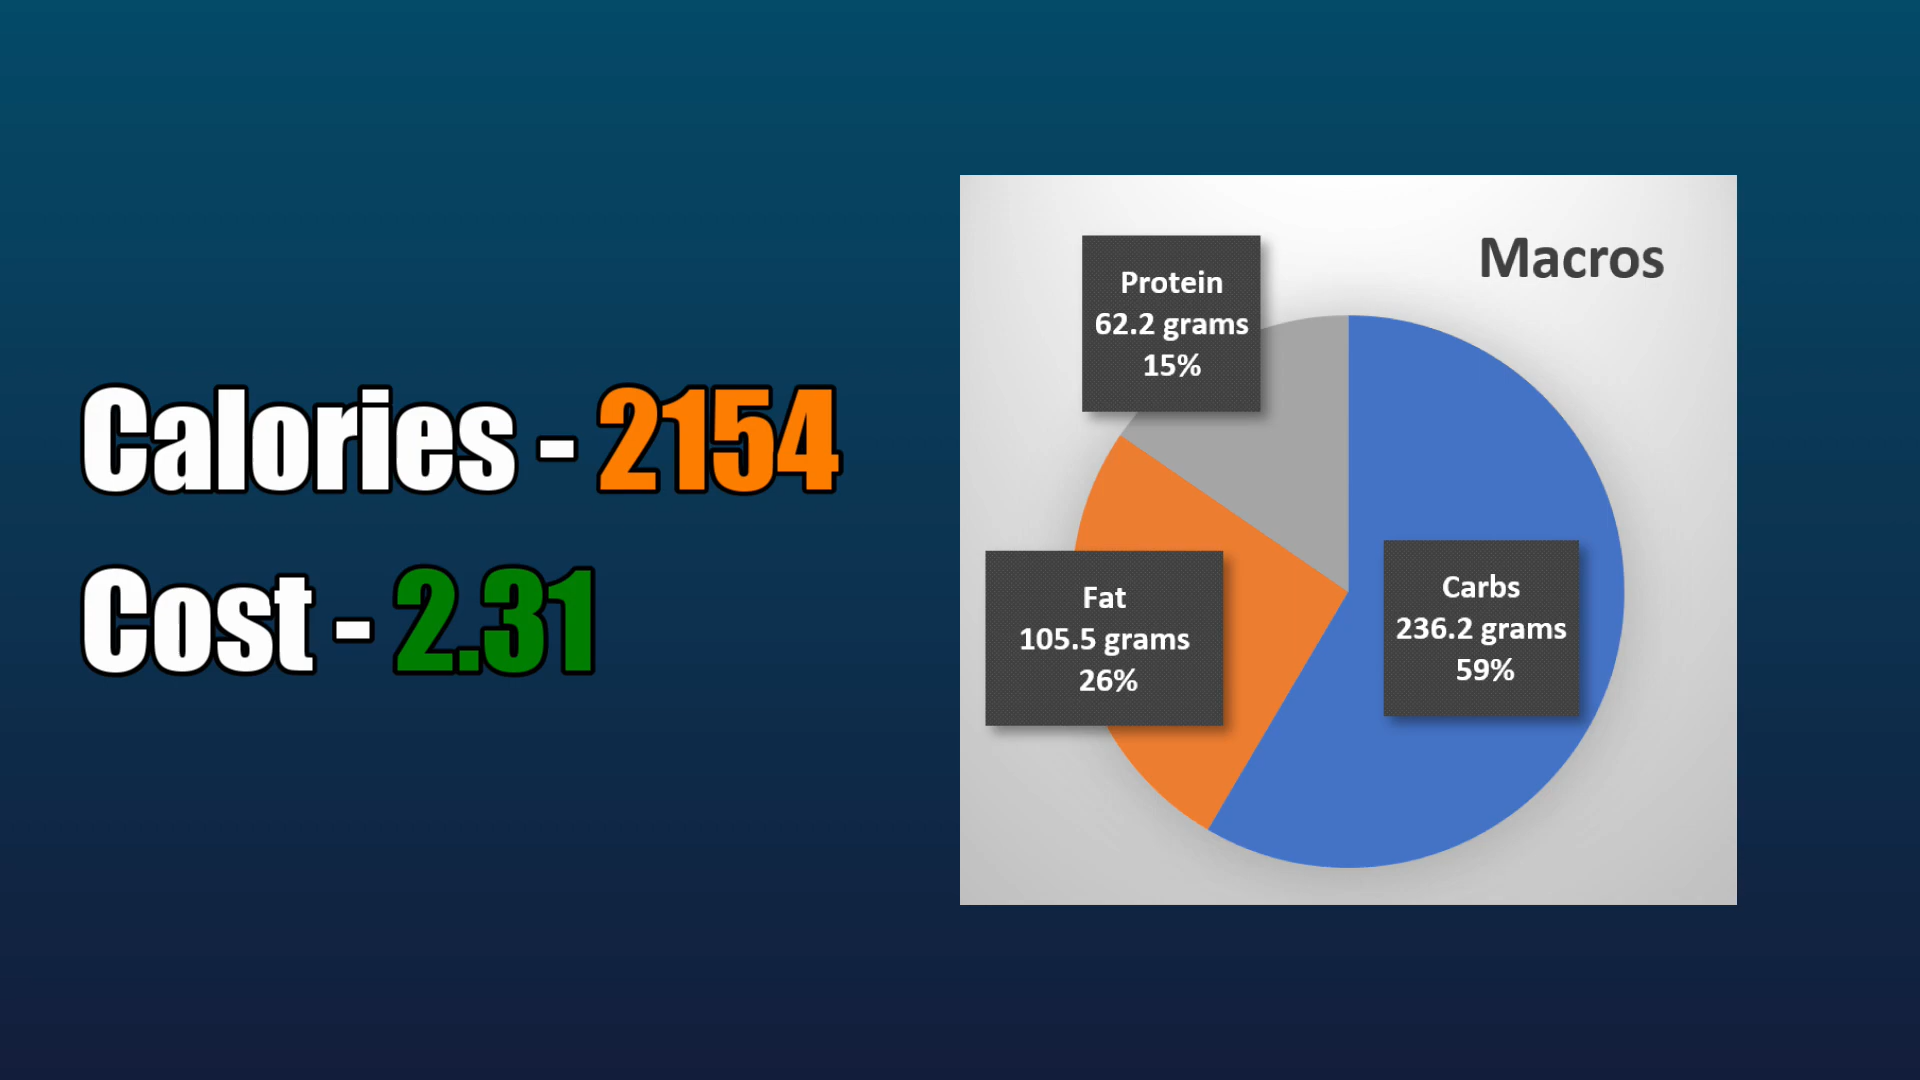 Calories - 2154
Cost - 2.31
Macros
Protein
62.2 grams
15%
Fat
105.5 grams
26%
Carbs
236.2 grams
59%